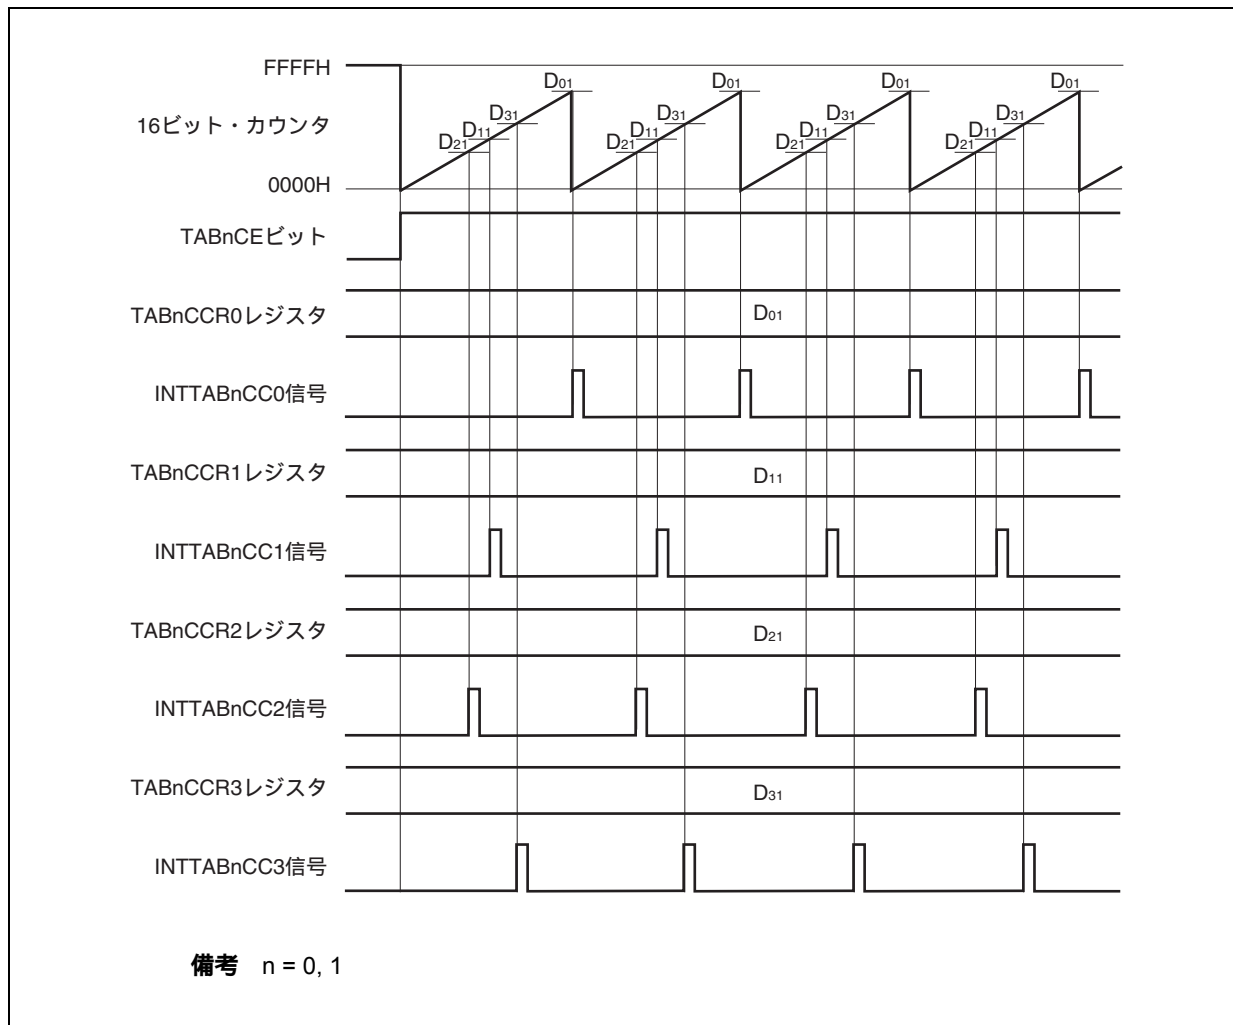 FFFFH
D01 D01 D01 D01
16ビット・カウンタ
D31 D31 D31 D31
D11 D11 D11 D11
D21 D21 D21 D21
0000H
TABnCEビット
TABnCCR0レジスタ D01
INTTABnCC0信号
TABnCCR1レジスタ D11
INTTABnCC1信号
TABnCCR2レジスタ D21
INTTABnCC2信号
TABnCCR3レジスタ D31
INTTABnCC3信号
備考 n = 0, 1